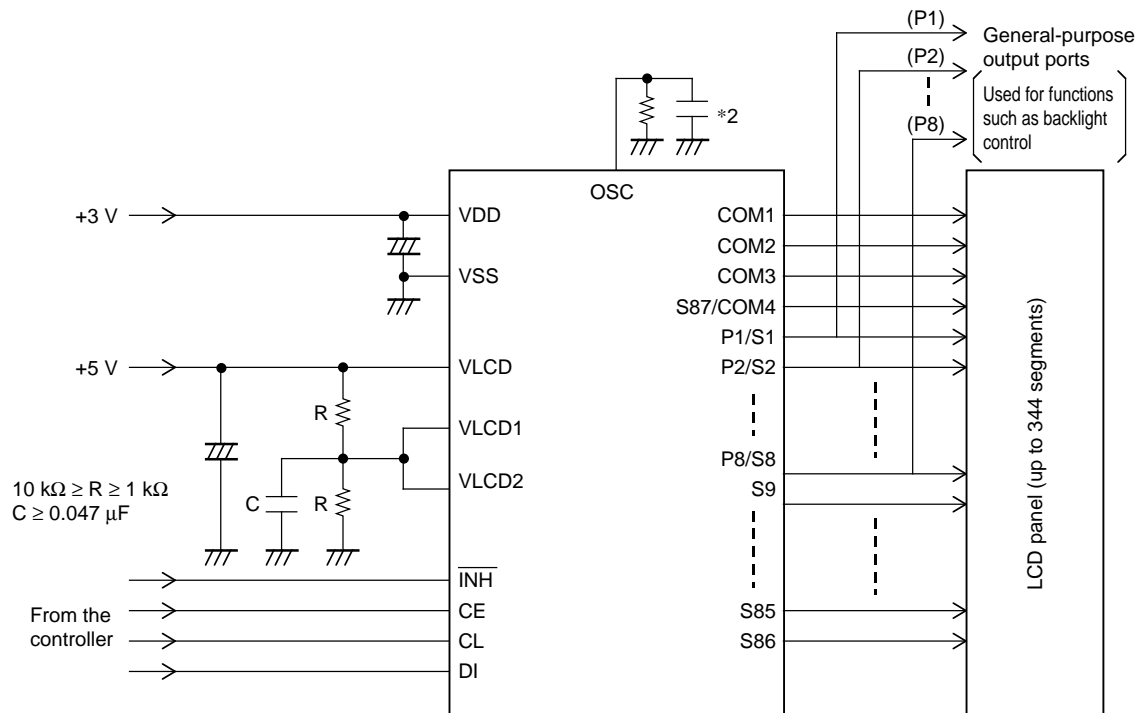 (P1)
General-purpose
output ports
(P2)
Used for functions
such as backlight
control
(P8)
*2
OSC
+3 V
VDD
VSS
+5 V
VLCD
R
VLCD1
VLCD2
C
R
10 kΩ ≥ R ≥ 1 kΩ
C ≥ 0.047 µF
INH
From the
controller
CE
CL
DI
COM1
COM2
COM3
S87/COM4
P1/S1
P2/S2
P8/S8
S9
S85
S86
LCD panel (up to 344 segments)